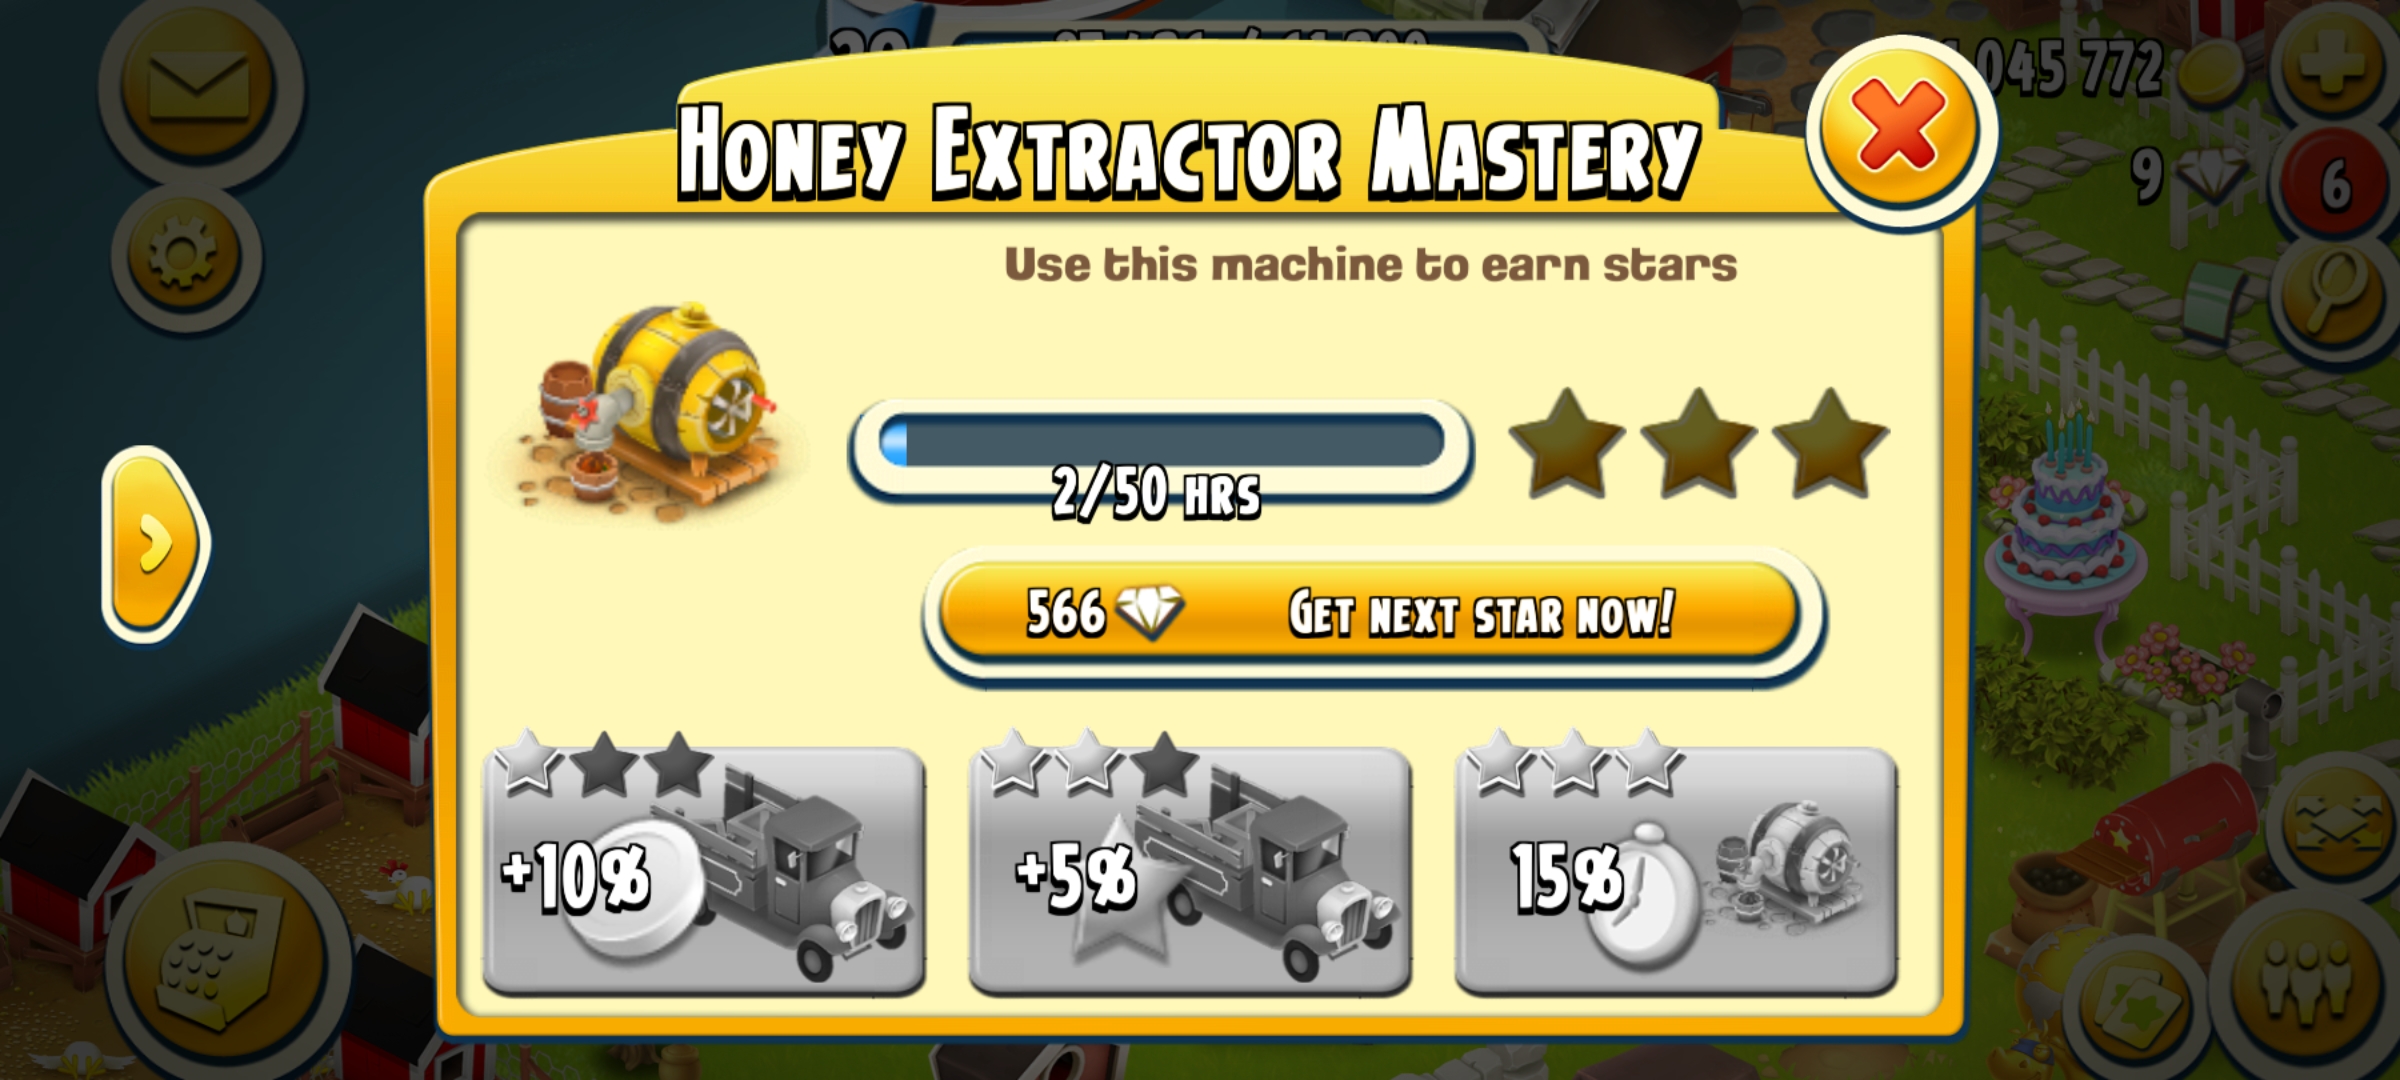 045 772
Honey Extractor Mastery
9
6
Use this machine to earn stars
2/50 hrs
566 Get next star now!
+10%
+5%
15%